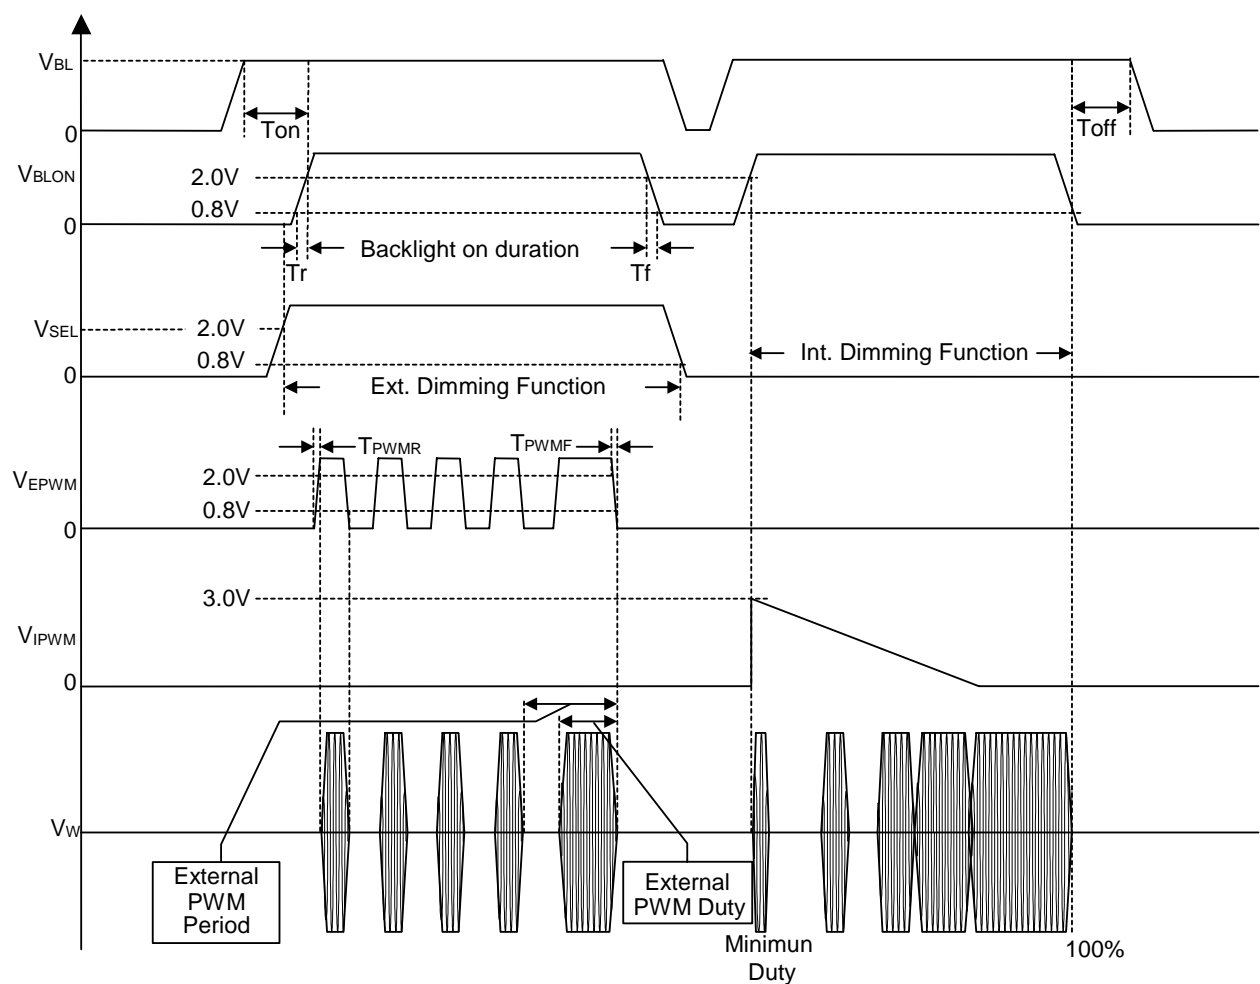 VBL
0
Ton
Toff
VBLON
2.0V
0.8V
0
Tr
Backlight on duration
Tf
VSEL
2.0V
0.8V
0
Ext. Dimming Function
Int. Dimming Function
TPWMR
TPWMF
VEPWM
2.0V
0.8V
0
3.0V
VIPWM
0
VW
External
PWM
Period
External
PWM Duty
Minimun
Duty
100%